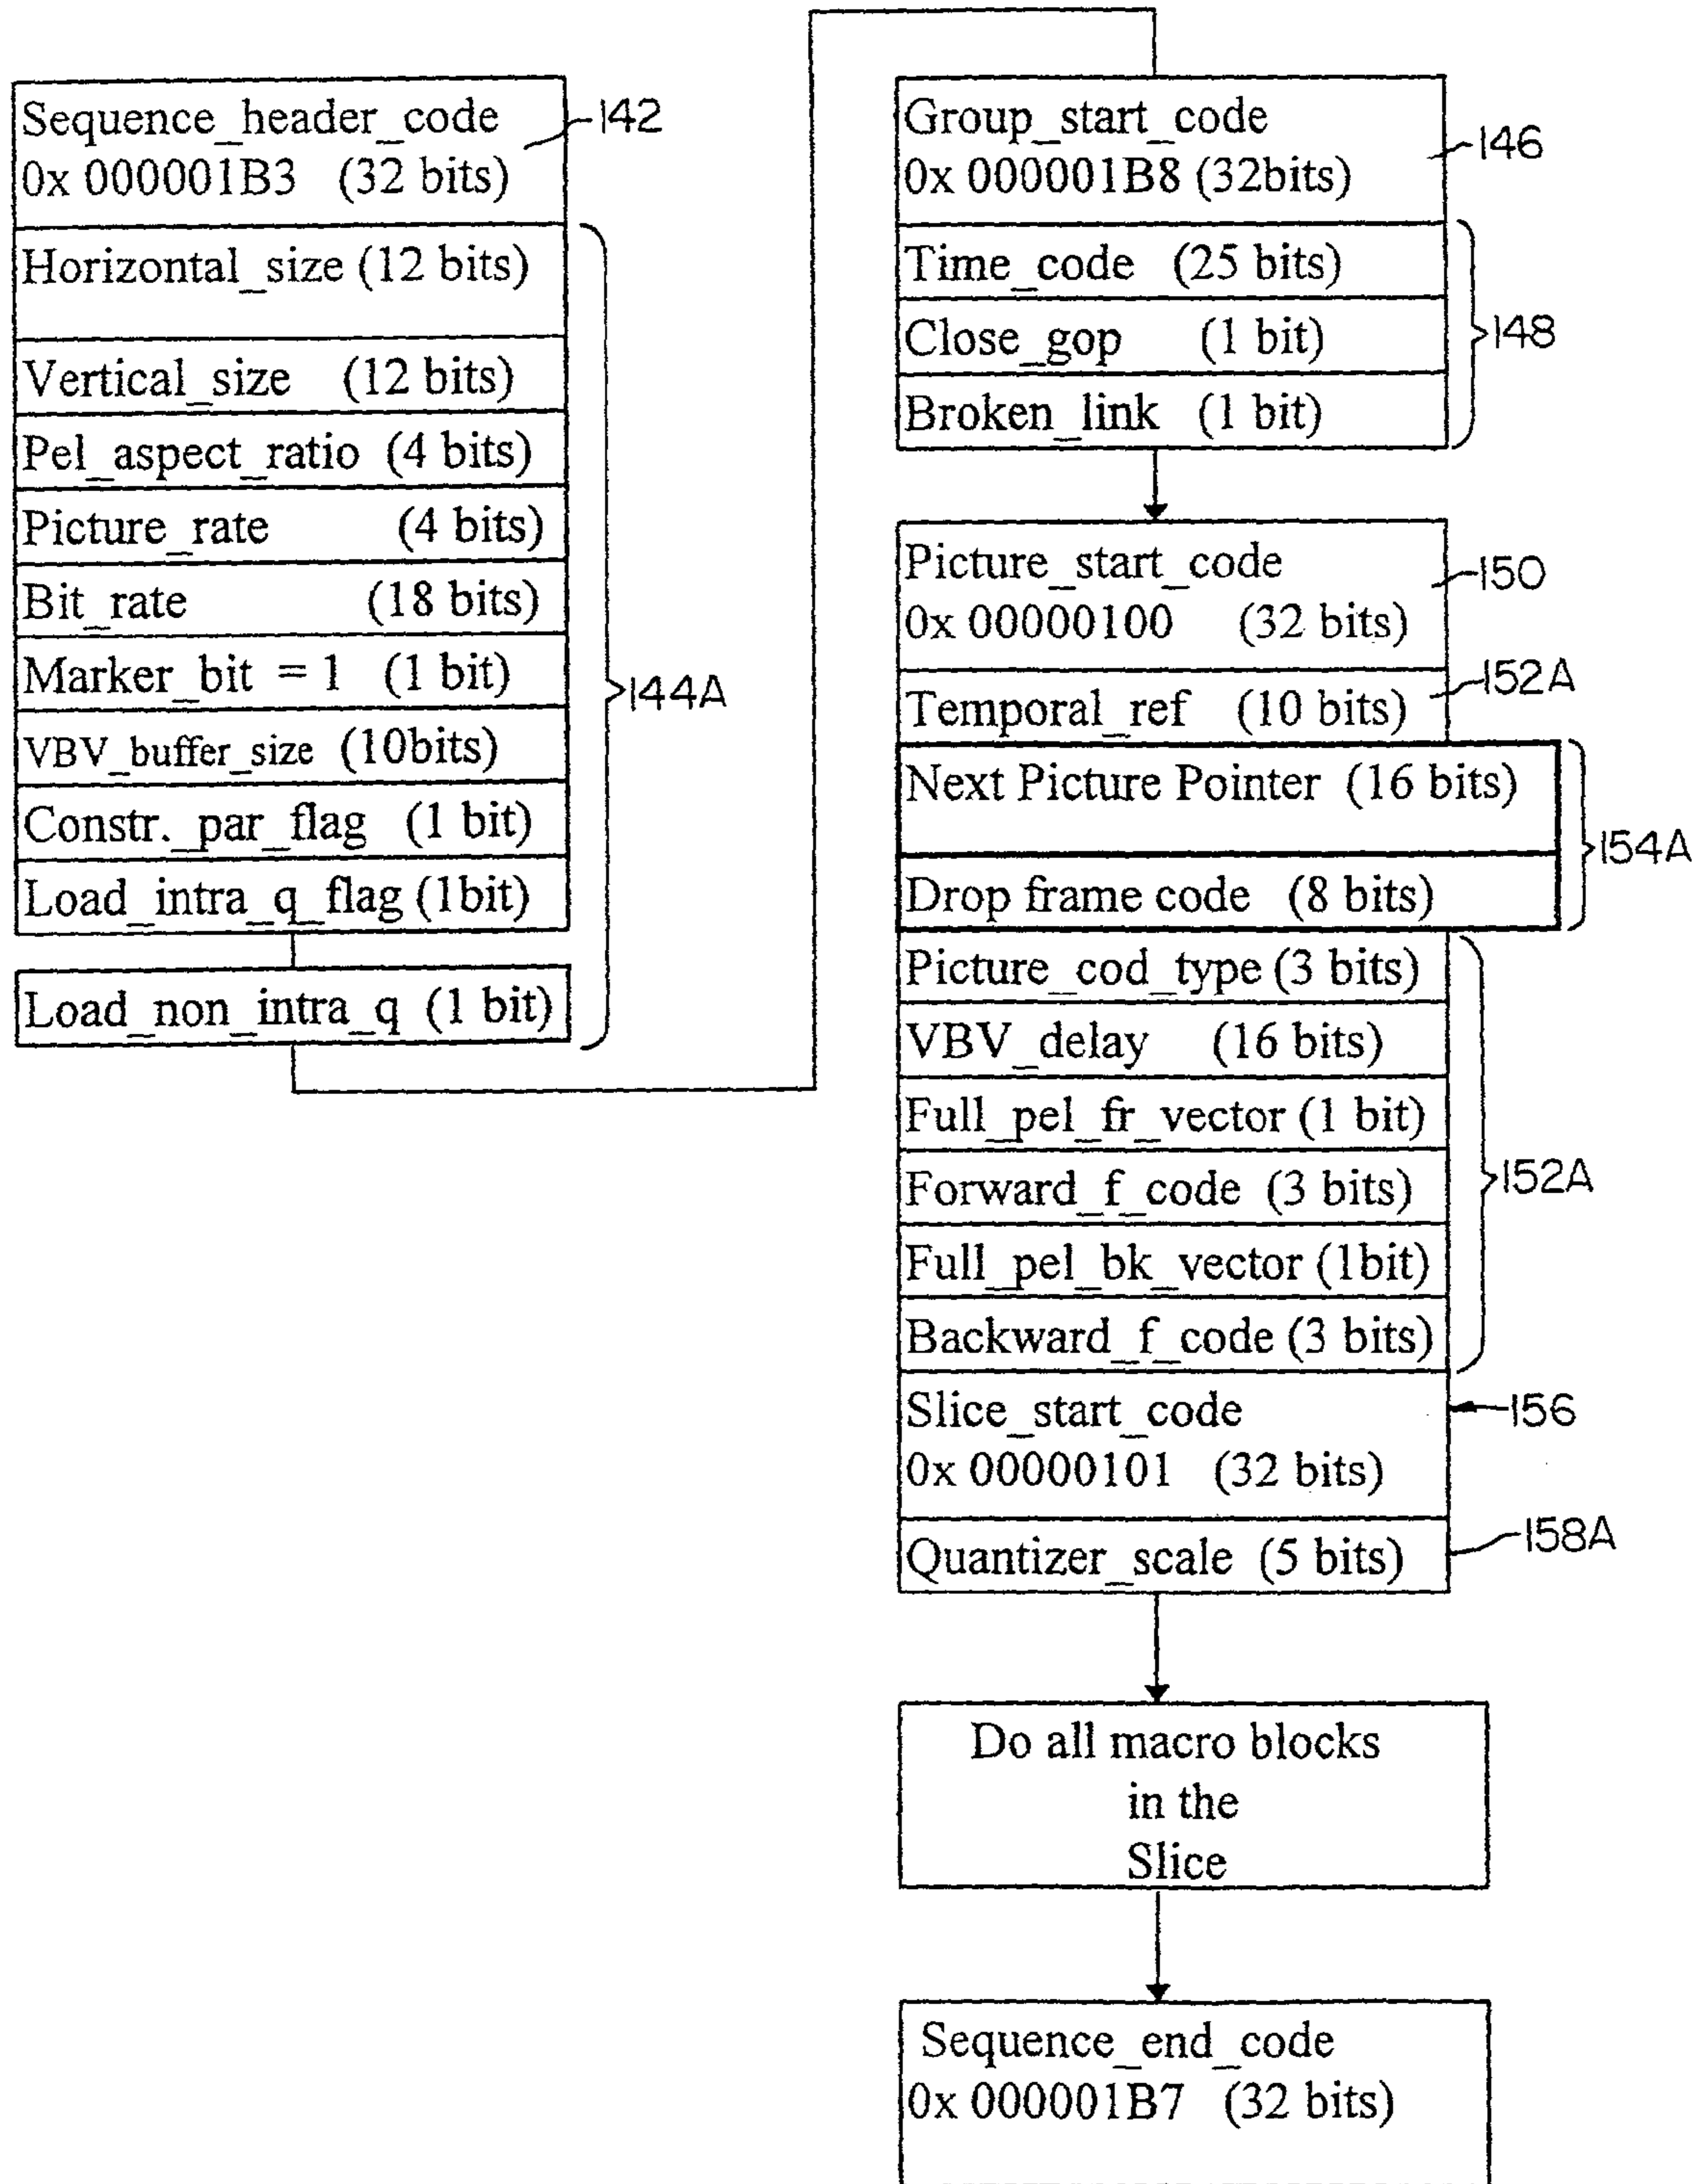 Sequence_header_code
0x 000001B3 (32 bits)
142
Horizontal_size (12 bits)
Vertical_size (12 bits)
Pel_aspect_ratio (4 bits)
Picture_rate (4 bits)
Bit_rate (18 bits)
Marker_bit = 1 (1 bit)
VBV_buffer_size (10bits)
Constr._par_flag (1 bit)
Load_intra_q_flag (1bit)
Load_non_intra_q (1 bit)
144A
Group_start_code
0x 000001B8 (32bits)
146
Time_code (25 bits)
Close_gop (1 bit)
Broken_link (1 bit)
148
Picture_start_code
0x 00000100 (32 bits)
150
Temporal_ref (10 bits)
152A
Next Picture Pointer (16 bits)
Drop frame code (8 bits)
154A
Picture_cod_type (3 bits)
VBV_delay (16 bits)
Full_pel_fr_vector (1 bit)
Forward_f_code (3 bits)
Full_pel_bk_vector (1bit)
Backward_f_code (3 bits)
152A
Slice_start_code
0x 00000101 (32 bits)
156
Quantizer_scale (5 bits)
158A
Do all macro blocks
in the
Slice
Sequence_end_code
0x 000001B7 (32 bits)